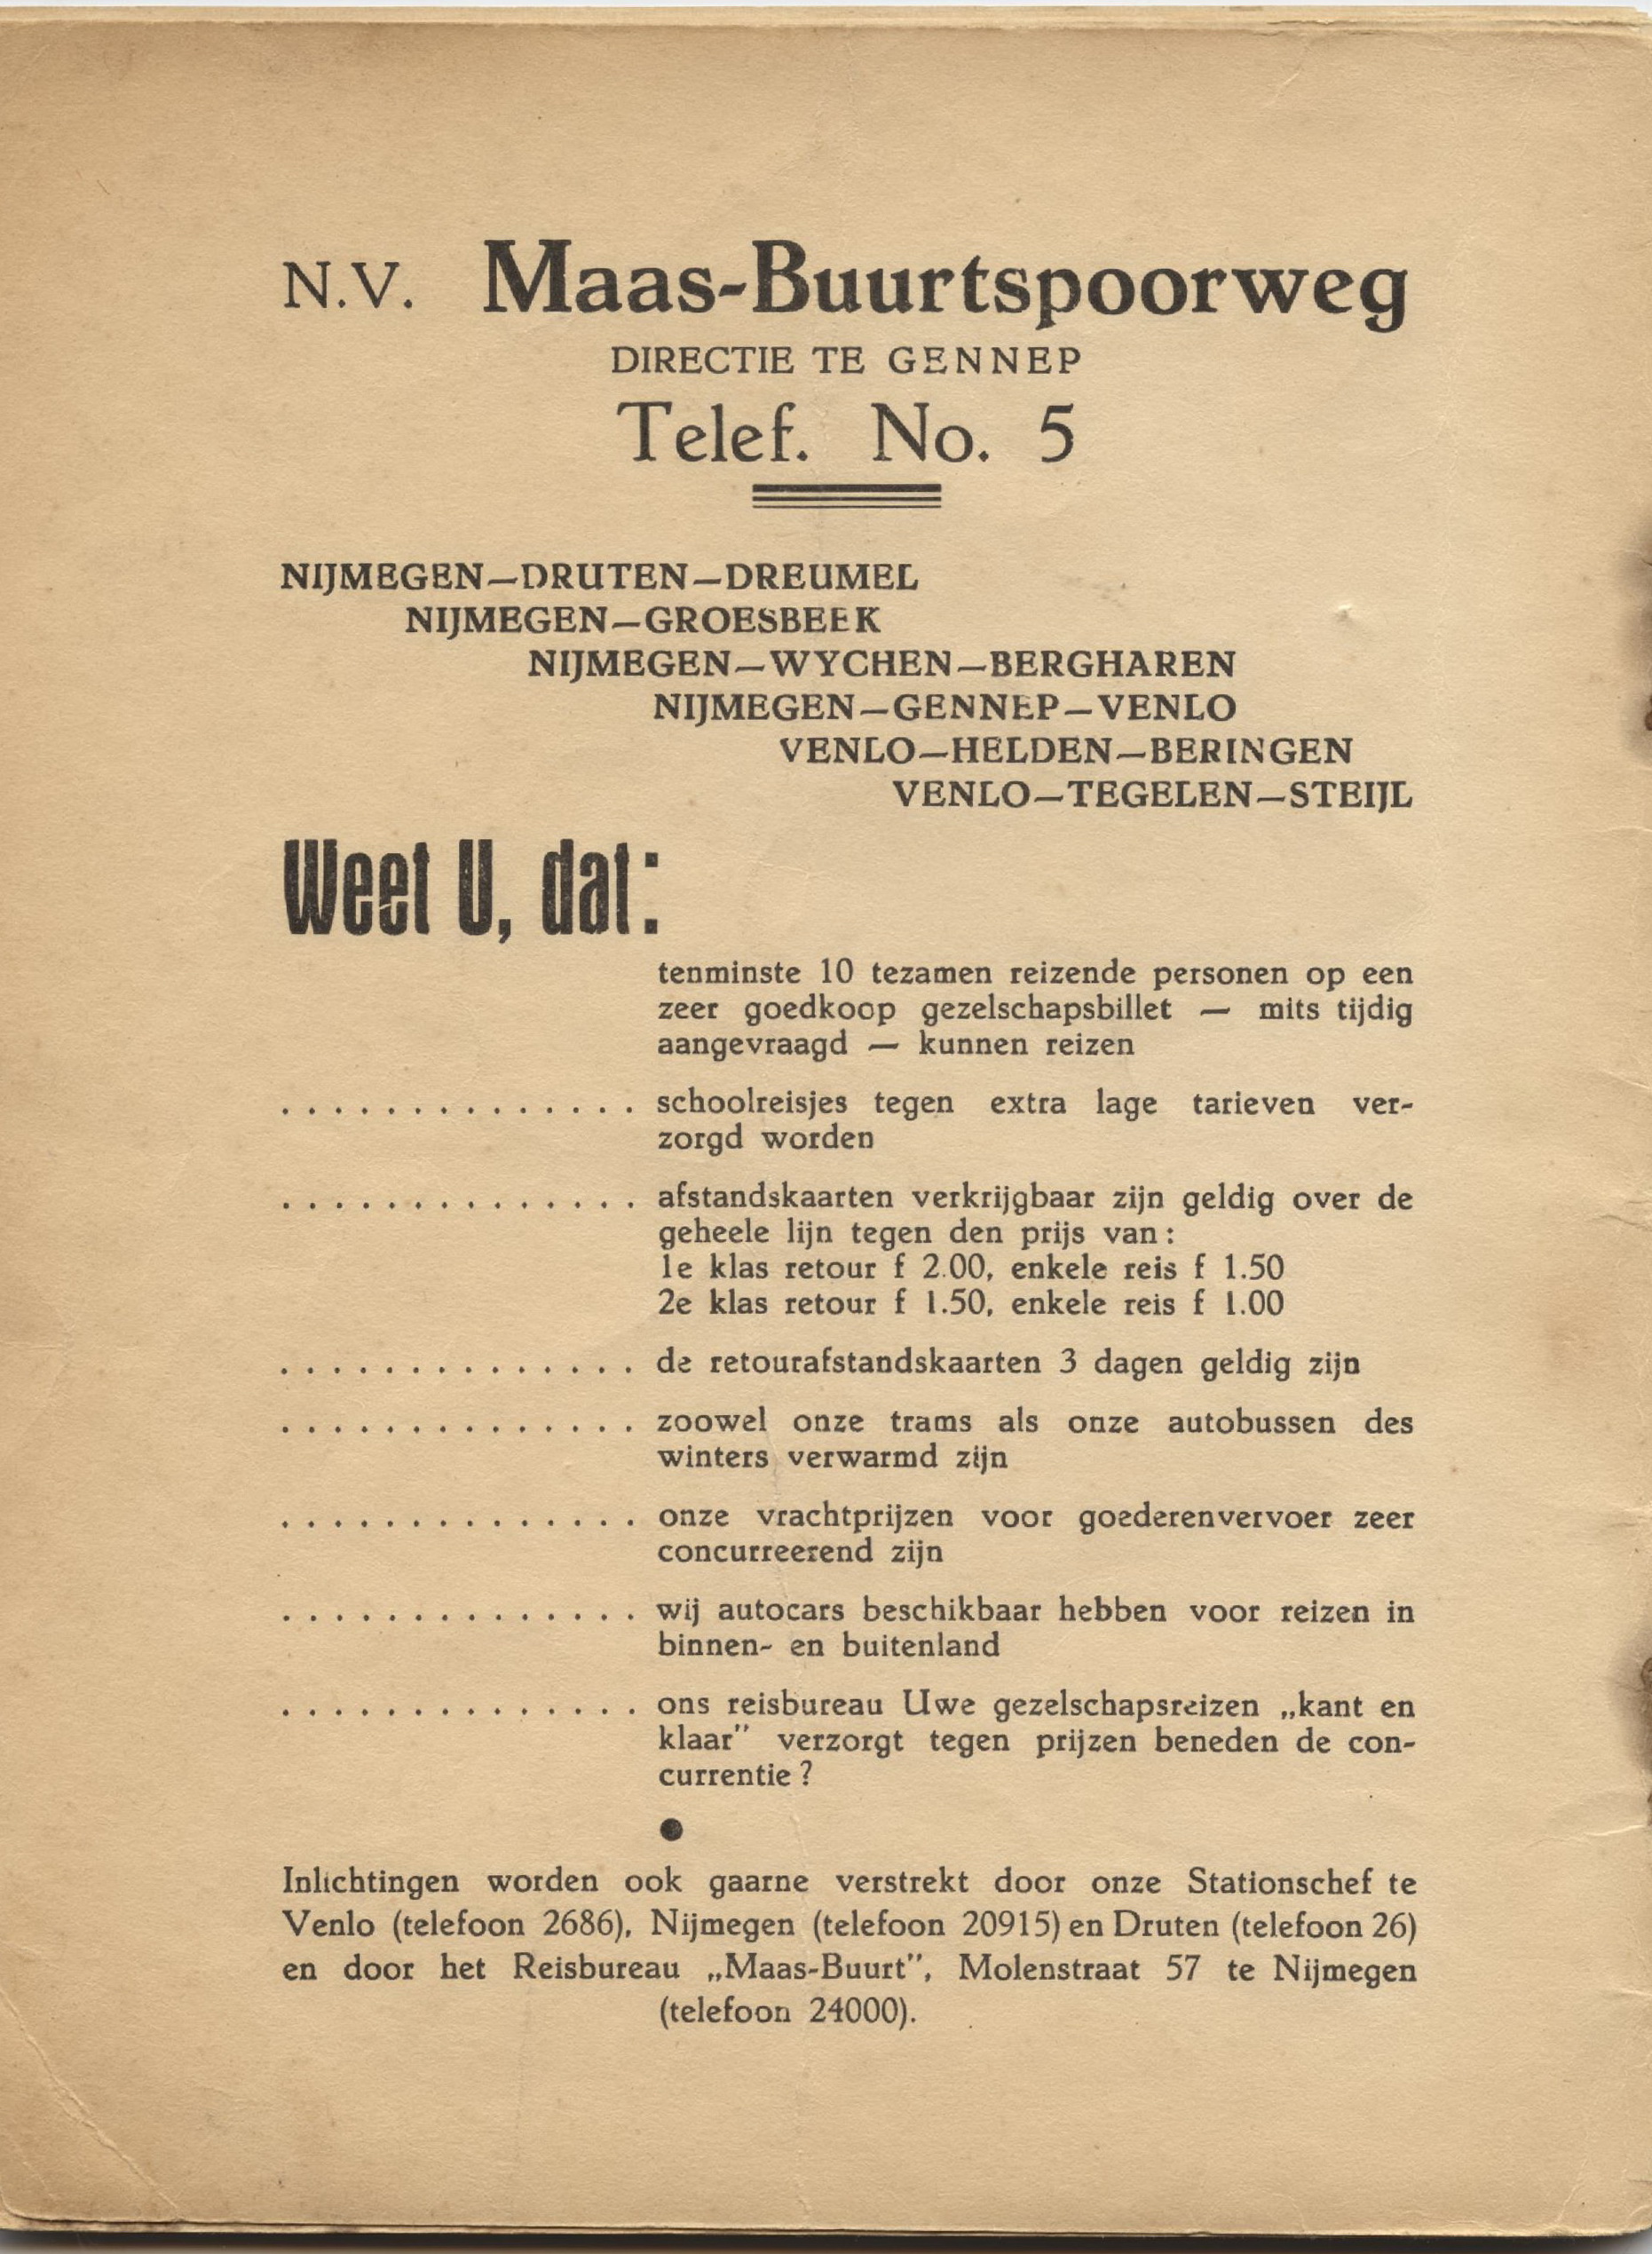 N.V. Maas-Buurtspoorweg
DIRECTIE TE GENNEP
Telef. No. 5
NIJMEGEN—DRUTEN—DREUMEL
NIJMEGEN—GROESBEEK
NIJMEGEN—WYCHEN—BERGHAREN
NIJMEGEN—GENNEP—VENLO
VENLO—HELDEN—BERINGEN
VENLO—TEGELEN—STEIJL
Weet U, dat:
tenminste 10 tezamen reizende personen op een
zeer goedkoop gezelschapsbillet — mits tijdig
aangevraagd — kunnen reizen
. . . . . . . . . . . . . . schoolreisjes tegen extra lage tarieven ver-
zorgd worden
. . . . . . . . . . . . . . afstandskaarten verkrijgbaar zijn geldig over de
geheele lijn tegen den prijs van:
1e klas retour f 2.00, enkele reis f 1.50
2e klas retour f 1.50, enkele reis f 1.00
. . . . . . . . . . . . . . de retourafstandskaarten 3 dagen geldig zijn
. . . . . . . . . . . . . . zoowel onze trams als onze autobussen des
winters verwarmd zijn
. . . . . . . . . . . . . . onze vrachtprijzen voor goederenvervoer zeer
concurreerend zijn
. . . . . . . . . . . . . . wij autocars beschikbaar hebben voor reizen in
binnen- en buitenland
. . . . . . . . . . . . . . ons reisbureau Uwe gezelschapsreizen „kant en
klaar" verzorgt tegen prijzen beneden de con-
currentie?
●
Inlichtingen worden ook gaarne verstrekt door onze Stationschef te
Venlo (telefoon 2686), Nijmegen (telefoon 20915) en Druten (telefoon 26)
en door het Reisbureau „Maas-Buurt", Molenstraat 57 te Nijmegen
(telefoon 24000).